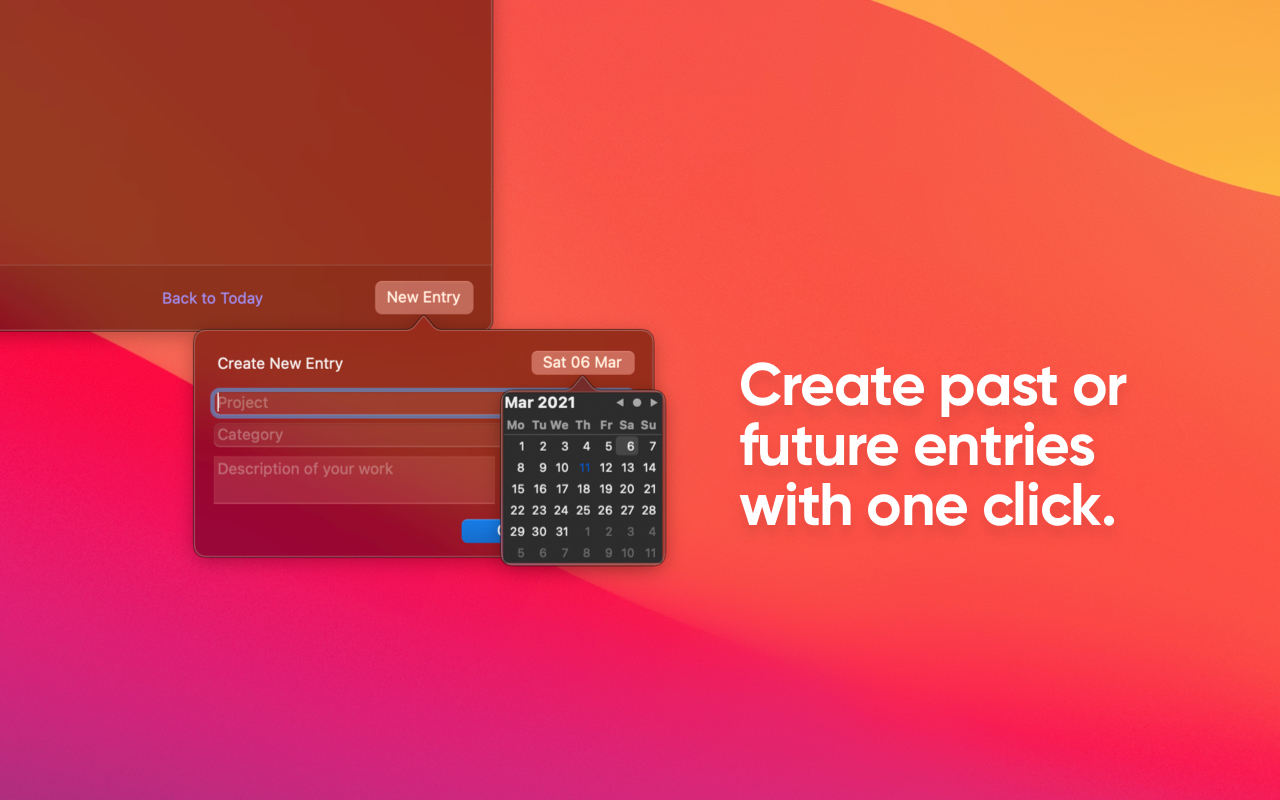 Back to Today
New Entry
Create New Entry
Sat 06 Mar
Project
Category
Description of your work
Mar 2021
Mo Tu We Th Fr Sa Su
1 2 3 4 5 6 7
8 9 10 11 12 13 14
15 16 17 18 19 20 21
22 23 24 25 26 27 28
29 30 31 1 2 3 4
5 6 7 8 9 10 11
Create past or
future entries
with one click.